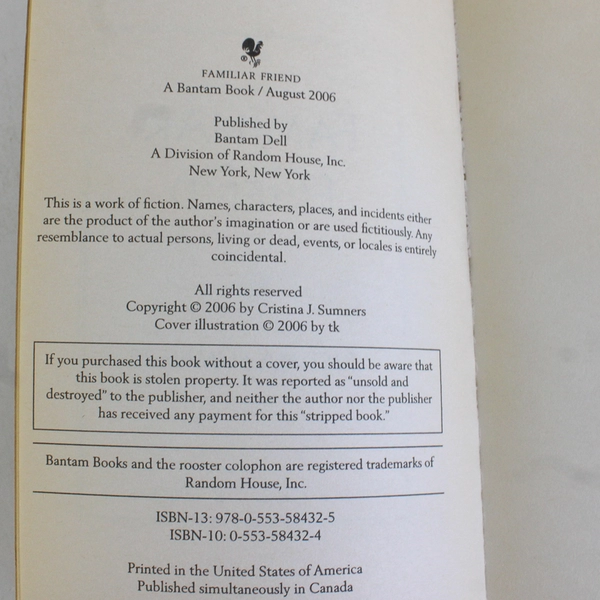 FAMILIAR FRIEND
A Bantam Book / August 2006
Published by
Bantam Dell
A Division of Random House, Inc.
New York, New York
This is a work of fiction. Names, characters, places, and incidents either
are the product of the author's imagination or are used fictitiously. Any
resemblance to actual persons, living or dead, events, or locales is entirely
coincidental.
All rights reserved
Copyright © 2006 by Cristina J. Sumners
Cover illustration © 2006 by tk
If you purchased this book without a cover, you should be aware that
this book is stolen property. It was reported as "unsold and
destroyed" to the publisher, and neither the author nor the publisher
has received any payment for this "stripped book."
Bantam Books and the rooster colophon are registered trademarks of
Random House, Inc.
ISBN-13: 978-0-553-58432-5
ISBN-10: 0-553-58432-4
Printed in the United States of America
Published simultaneously in Canada